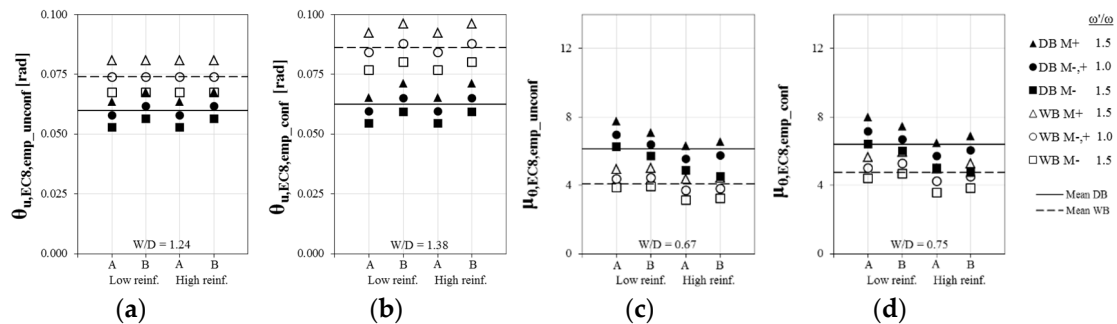 θu,EC8,emp_unconf [rad]
0.100
0.075
0.050
0.025
0.000
W/D = 1.24
A B A B
Low reinf. High reinf.
(a)
θu,EC8,emp_conf [rad]
0.100
0.075
0.050
0.025
0.000
W/D = 1.38
A B A B
Low reinf. High reinf.
(b)
μ0,EC8,emp_unconf
12
8
4
0
W/D = 0.67
A B A B
Low reinf. High reinf.
(c)
μ0,EC8,emp_conf
12
8
4
0
W/D = 0.75
A B A B
Low reinf. High reinf.
(d)
ω'/ω
▲ DB M+ 1.5
● DB M-,+ 1.0
■ DB M- 1.5
△ WB M+ 1.5
○ WB M-,+ 1.0
□ WB M- 1.5
Mean DB
Mean WB